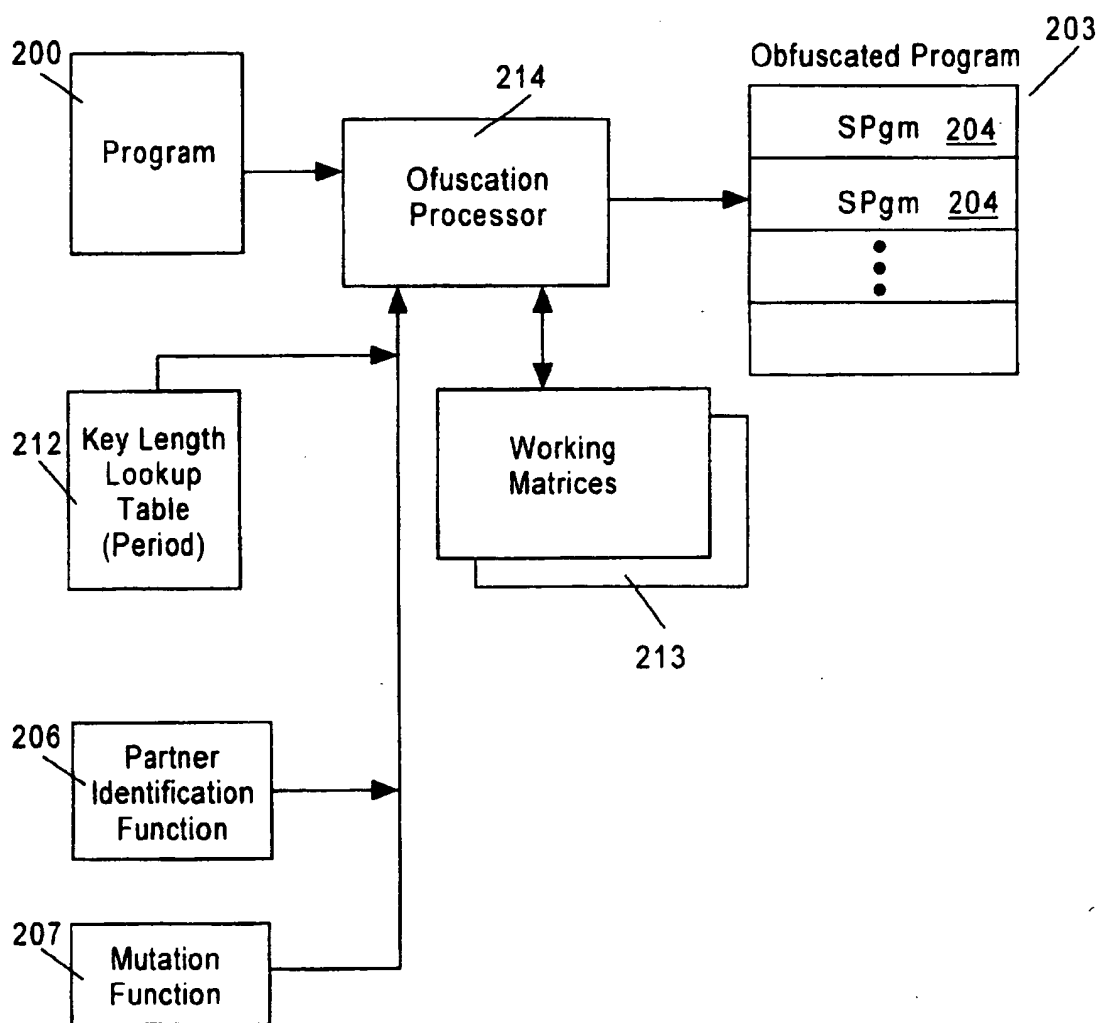 200
Program
214
Ofuscation
Processor
203
Obfuscated Program
SPgm 204
SPgm 204
212
Key Length
Lookup
Table
(Period)
Working
Matrices
213
206
Partner
Identification
Function
207
Mutation
Function